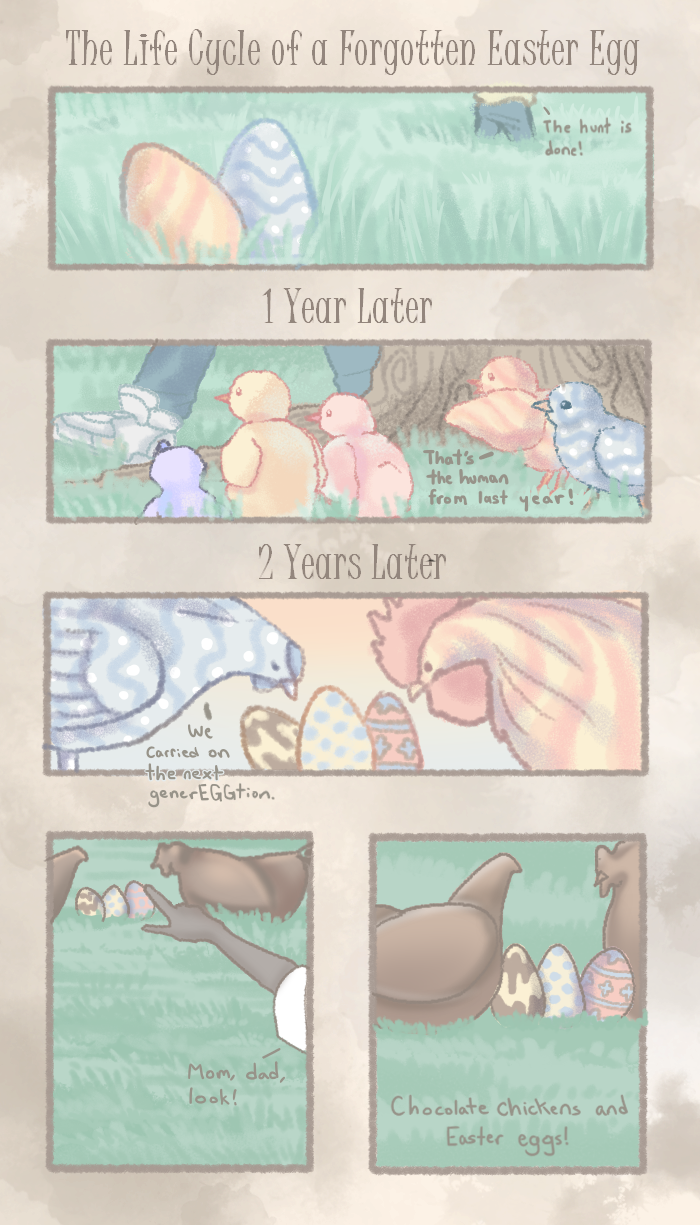 The Life Cycle of a Forgotten Easter Egg
The hunt is
done!
1 Year Later
That's
the human
from last year!
2 Years Later
We
Carried on
the next
generEGGtion.
Mom, dad,
look!
Chocolate Chickens and
Easter eggs!